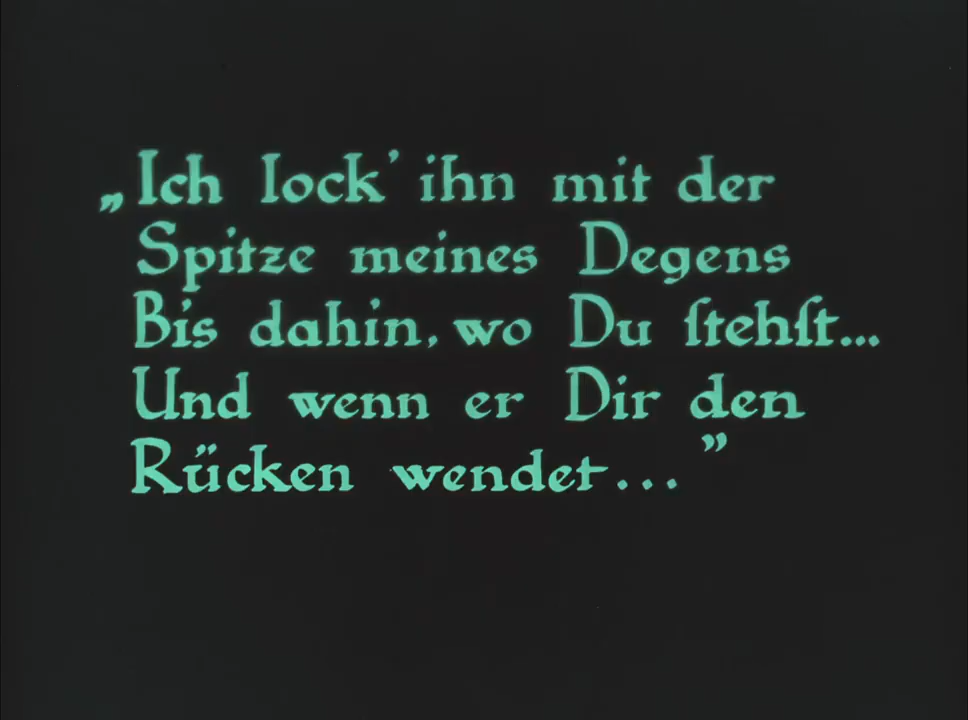 „Ich lock’ ihn mit der
Spitze meines Degens
Bis dahin, wo Du ſtehſt...
Und wenn er Dir den
Rücken wendet...”